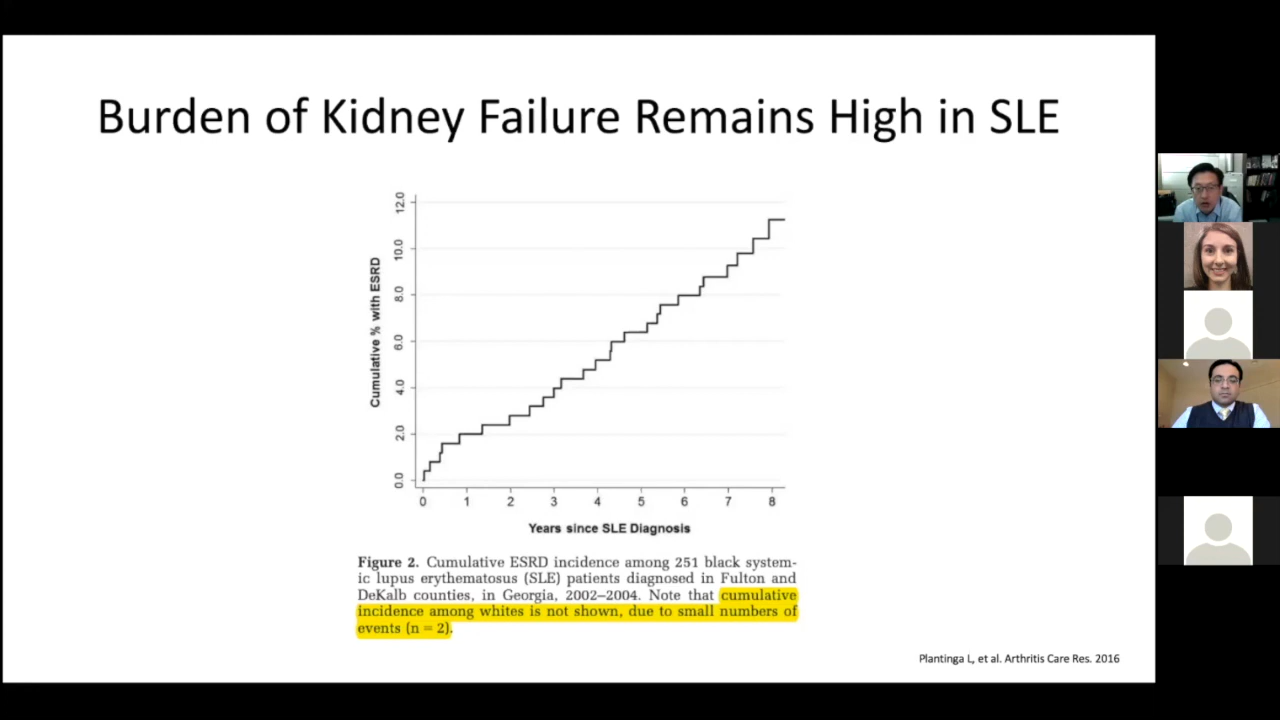 Burden of Kidney Failure Remains High in SLE
12.0
10.0
8.0
6.0
4.0
2.0
0.0
Cumulative % with ESRD
0 1 2 3 4 5 6 7 8
Years since SLE Diagnosis
Figure 2. Cumulative ESRD incidence among 251 black system-
ic lupus erythematosus (SLE) patients diagnosed in Fulton and
DeKalb counties, in Georgia, 2002–2004. Note that cumulative
incidence among whites is not shown, due to small numbers of
events (n = 2).
Plantinga L, et al. Arthritis Care Res. 2016